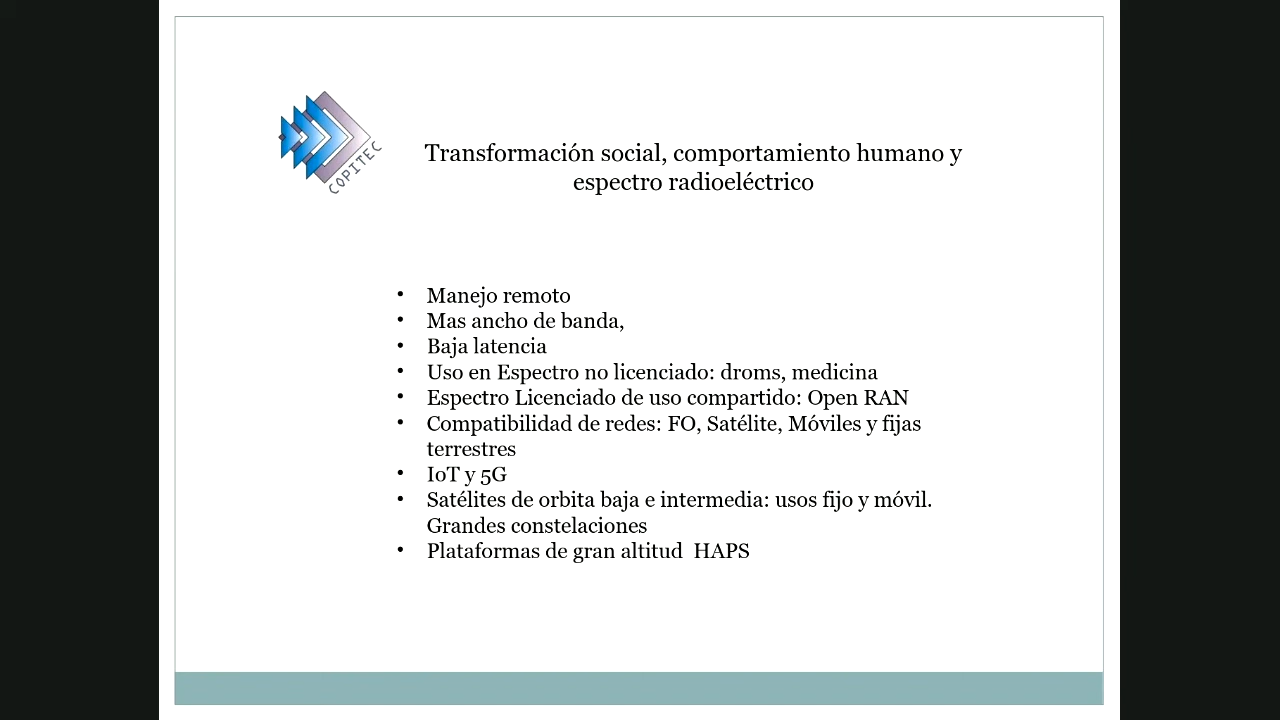 COPITEC
Transformación social, comportamiento humano y
espectro radioeléctrico
• Manejo remoto
• Mas ancho de banda,
• Baja latencia
• Uso en Espectro no licenciado: droms, medicina
• Espectro Licenciado de uso compartido: Open RAN
• Compatibilidad de redes: FO, Satélite, Móviles y fijas
terrestres
• IoT y 5G
• Satélites de orbita baja e intermedia: usos fijo y móvil.
Grandes constelaciones
• Plataformas de gran altitud  HAPS